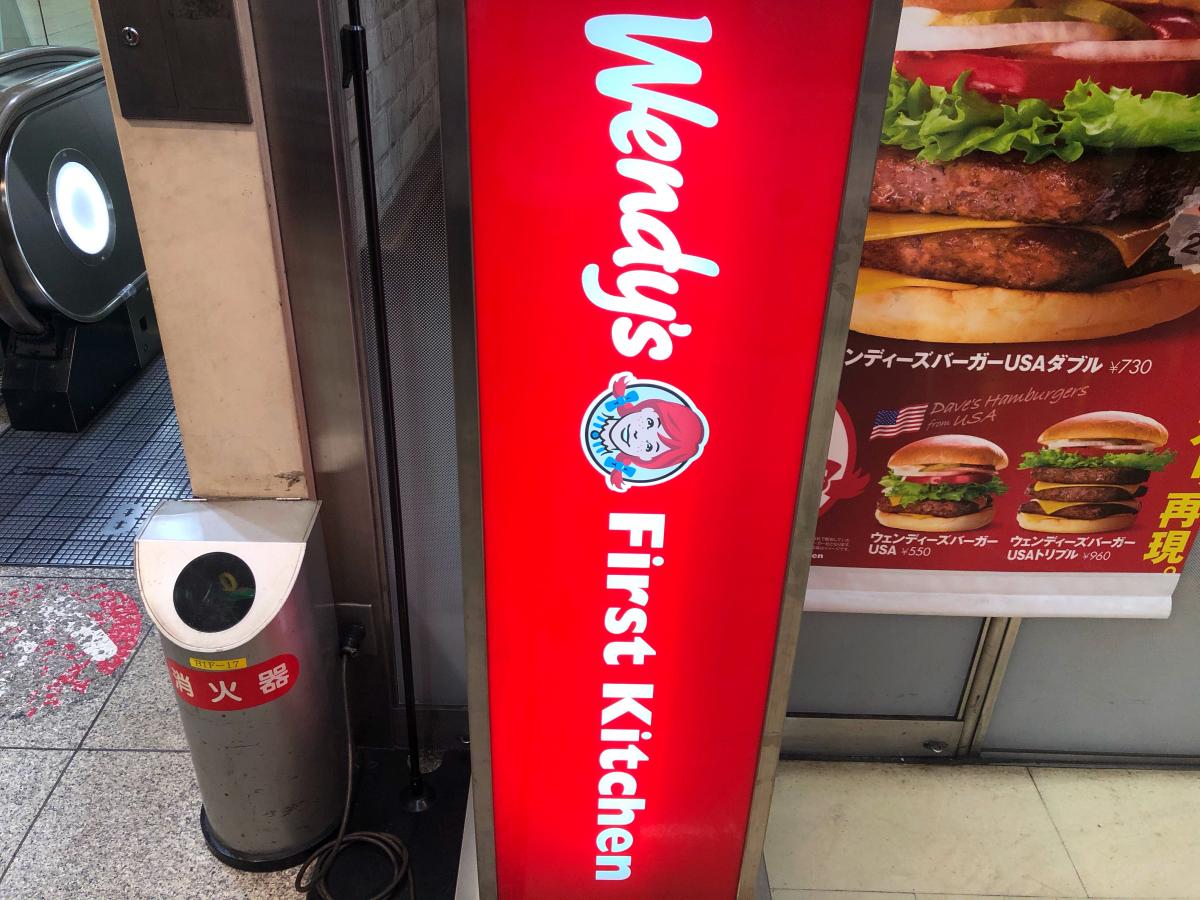 Wendy's First Kitchen
B1F-17
消火器
ンディーズバーガーUSAダブル ¥730
Dave's Hamburgers
from USA
ウェンディーズバーガー
USA ¥550
ウェンディーズバーガー
USAトリプル ¥960
再現。